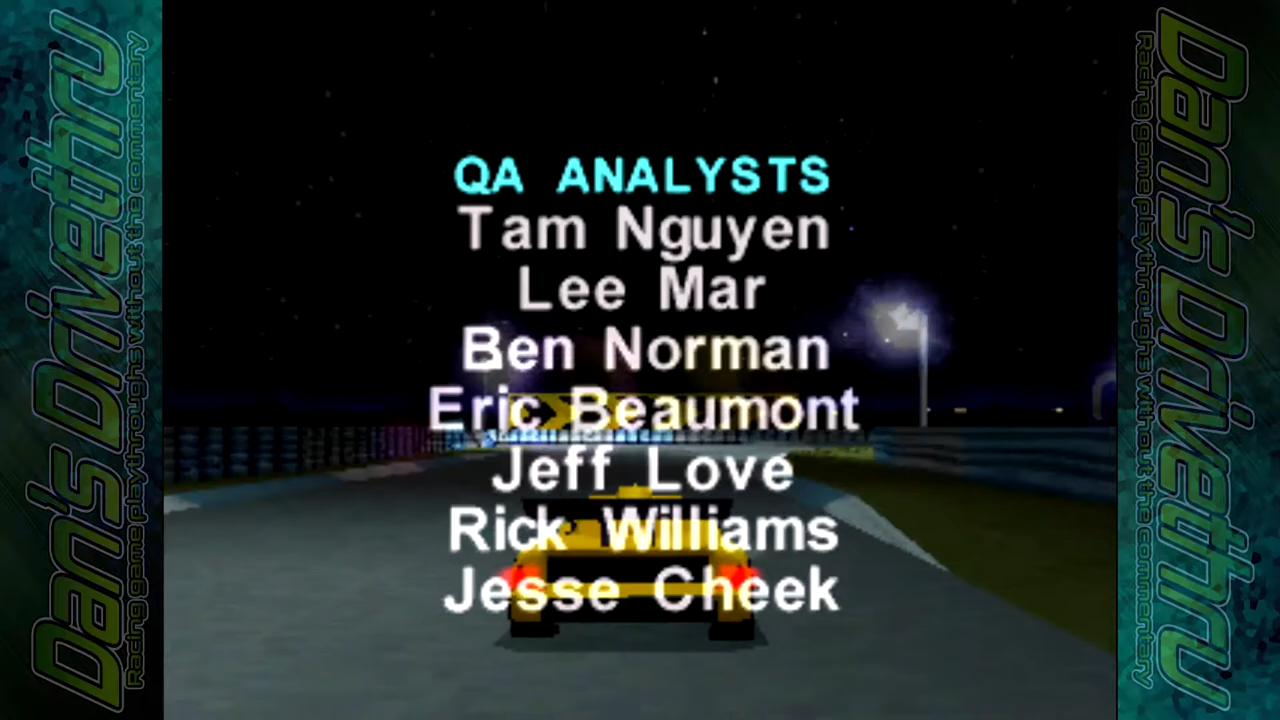 Dan's Drivethru
Racing game playthroughs without the commentary
QA ANALYSTS
Tam Nguyen
Lee Mar
Ben Norman
Eric Beaumont
Jeff Love
Rick Williams
Jesse Cheek
Dan's Drivethru
Racing game playthroughs without the commentary